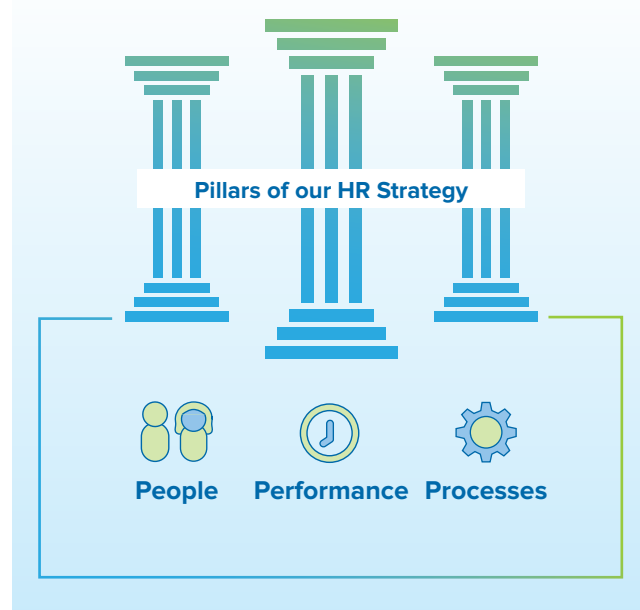 Pillars of our HR Strategy
People
Performance
Processes